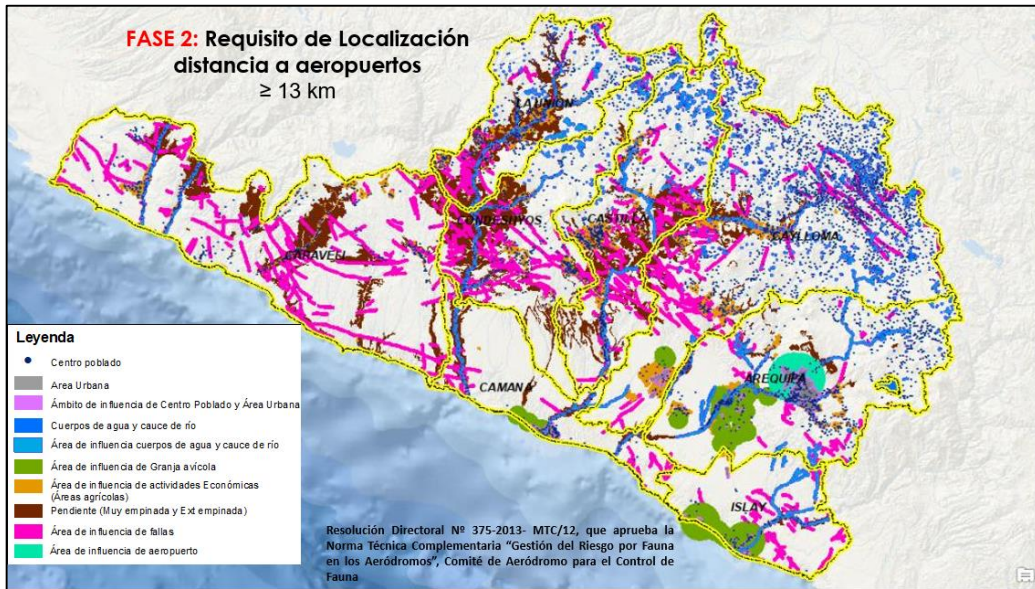 FASE 2: Requisito de Localización
distancia a aeropuertos
≥ 13 km
LA UNION
CONDESUYOS
CASTILLA
CAYLLOMA
CARAVELI
CAMANA
AREQUIPA
ISLAY
Leyenda
Centro poblado
Area Urbana
Ámbito de influencia de Centro Poblado y Área Urbana
Cuerpos de agua y cauce de río
Área de influencia cuerpos de agua y cauce de río
Área de influencia de Granja avícola
Área de influencia de actividades Económicas
(Áreas agrícolas)
Pendiente (Muy empinada y Ext empinada)
Área de influencia de fallas
Área de influencia de aeropuerto
Resolución Directoral Nº 375-2013- MTC/12, que aprueba la
Norma Técnica Complementaria “Gestión del Riesgo por Fauna
en los Aeródromos”, Comité de Aeródromo para el Control de
Fauna